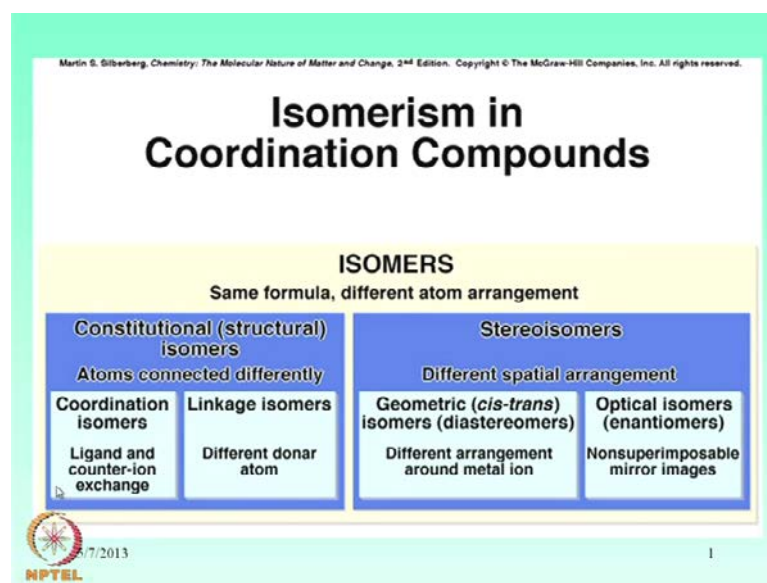 Martin S. Silberberg, Chemistry: The Molecular Nature of Matter and Change, 2nd Edition. Copyright © The McGraw-Hill Companies, Inc. All rights reserved.
Isomerism in
Coordination Compounds
ISOMERS
Same formula, different atom arrangement
Constitutional (structural)
isomers
Atoms connected differently
Coordination
isomers
Ligand and
counter-ion
exchange
Linkage isomers
Different donar
atom
Stereoisomers
Different spatial arrangement
Geometric (cis-trans)
isomers (diastereomers)
Different arrangement
around metal ion
Optical isomers
(enantiomers)
Nonsuperimposable
mirror images
/7/2013
1
NPTEL